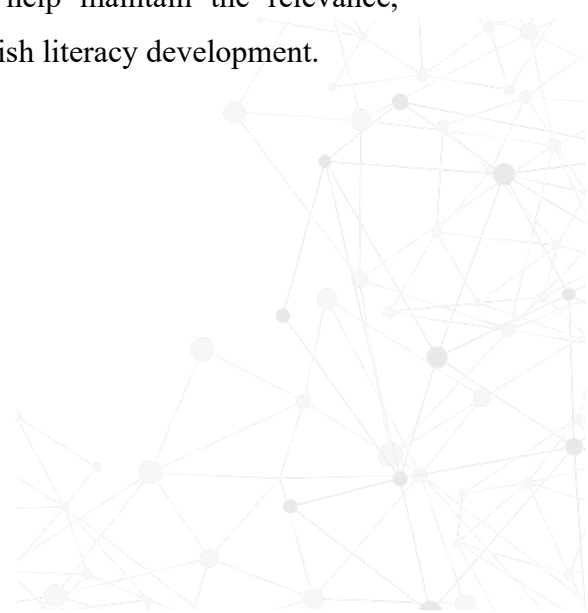 help maintain the relevance,
ish literacy development.